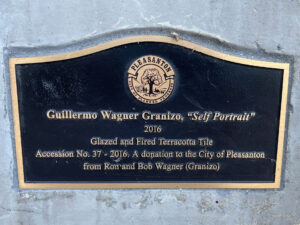 PLEASANTON
Guillermo Wagner Granizo, "Self Portrait"
2016
Glazed and Fired Terracotta Tile
Accession No. 37 - 2016. A donation to the City of Pleasanton
from Ron and Bob Wagner (Granizo)